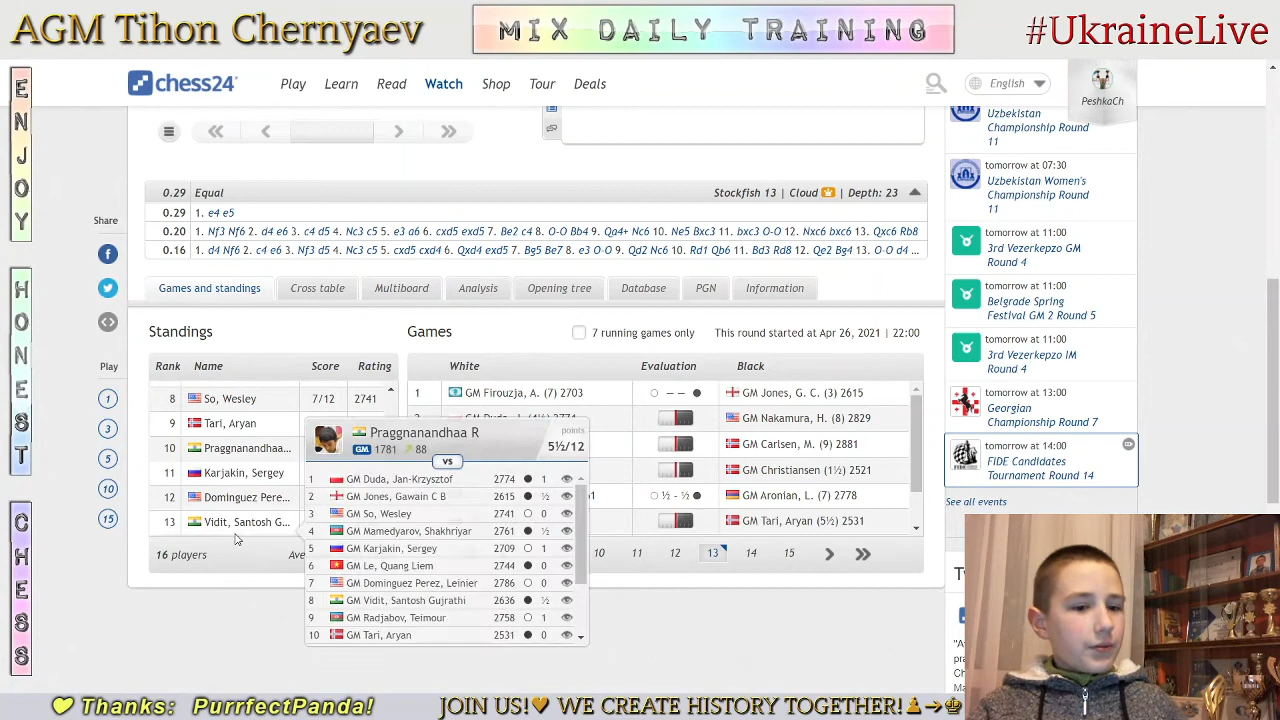 AGM Tihon Chernyaev
MIX DAILY TRAINING
#UkraineLive
ENJOY
HONEST
CHESS
chess24
Play Learn Read Watch Shop Tour Deals
English
PeshkaCh
0.29 Equal Stockfish 13 | Cloud | Depth: 23
0.29 1. e4 e5
0.20 1. Nf3 Nf6 2. d4 e6 3. c4 d5 4. Nc3 c5 5. e3 a6 6. cxd5 exd5 7. Be2 c4 8. O-O Bb4 9. Qa4+ Nc6 10. Ne5 Bxc3 11. bxc3 O-O 12. Nxc6 bxc6 13. Qxc6 Rb8
0.16 1. d4 Nf6 2. c4 e6 3. Nf3 d5 4. Nc3 c5 5. cxd5 cxd4 6. Qxd4 exd5 7. Bg5 Be7 8. e3 O-O 9. Qd2 Nc6 10. Rd1 Qb6 11. Bd3 Rd8 12. Qe2 Bg4 13. O-O d4 ...
Games and standings Cross table Multiboard Analysis Opening tree Database PGN Information
Standings
Rank Name Score Rating
8 So, Wesley 7/12 2741
9 Tari, Aryan
10 Praggnanandhaa...
11 Karjakin, Serge
12 Dominguez Pere...
13 Vidit, Santosh G...
16 players Ave
Games 7 running games only This round started at Apr 26, 2021 | 22:00
White Evaluation Black
1 GM Firouzja, A. (7) 2703 – – GM Jones, G. C. (3) 2615
GM Nakamura, H. (8) 2829
GM Carlsen, M. (9) 2881
GM Christiansen (1½) 2521
½ - ½ GM Aronian, L. (7) 2778
GM Tari, Aryan (5½) 2531
10 11 12 13 14 15
Praggnanandhaa R
GM 1781 88
points
5½/12
vs
1 GM Duda, Jan-Krzysztof 2774 1
2 GM Jones, Gawain C B 2615 ½
3 GM So, Wesley 2741 0
4 GM Mamedyarov, Shakhriyar 2761 ½
5 GM Karjakin, Sergey 2709 1
6 GM Le, Quang Liem 2744 0
7 GM Dominguez Perez, Leinier 2786 0
8 GM Vidit, Santosh Gujrathi 2636 ½
9 GM Radjabov, Teimour 2758 1
10 GM Tari, Aryan 2531 0
Share
Play
1
3
5
10
15
Uzbekistan
Championship Round
11
tomorrow at 07:30
Uzbekistan Women's
Championship Round
11
tomorrow at 11:00
3rd Vezerkepzo GM
Round 4
tomorrow at 11:00
Belgrade Spring
Festival GM 2 Round 5
tomorrow at 11:00
3rd Vezerkepzo IM
Round 4
tomorrow at 13:00
Georgian
Championship Round 7
tomorrow at 14:00
FIDE Candidates
Tournament Round 14
FIDE
See all events
Thanks: PurrfectPanda!
JOIN US! WE CREATE HISTORY TOGETHER!